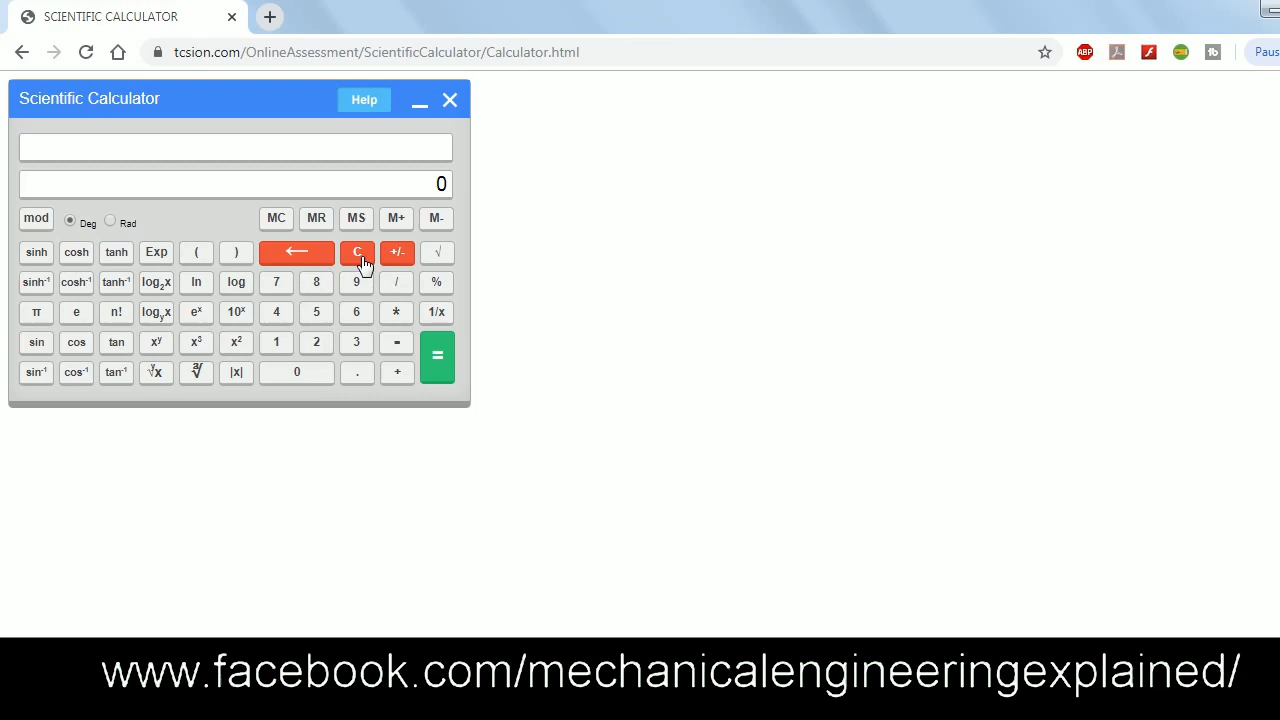 SCIENTIFIC CALCULATOR
tcsion.com/OnlineAssessment/ScientificCalculator/Calculator.html
ABP
Paus
Scientific Calculator Help
0
mod Deg Rad MC MR MS M+ M-
sinh cosh tanh Exp ( ) ← C +/- √
sinh⁻¹ cosh⁻¹ tanh⁻¹ log₂x ln log 7 8 9 / %
π e n! logᵧx eˣ 10ˣ 4 5 6 * 1/x
sin cos tan xʸ x³ x² 1 2 3 - =
sin⁻¹ cos⁻¹ tan⁻¹ ʸ√x ∛ |x| 0 . +
www.facebook.com/mechanicalengineeringexplained/